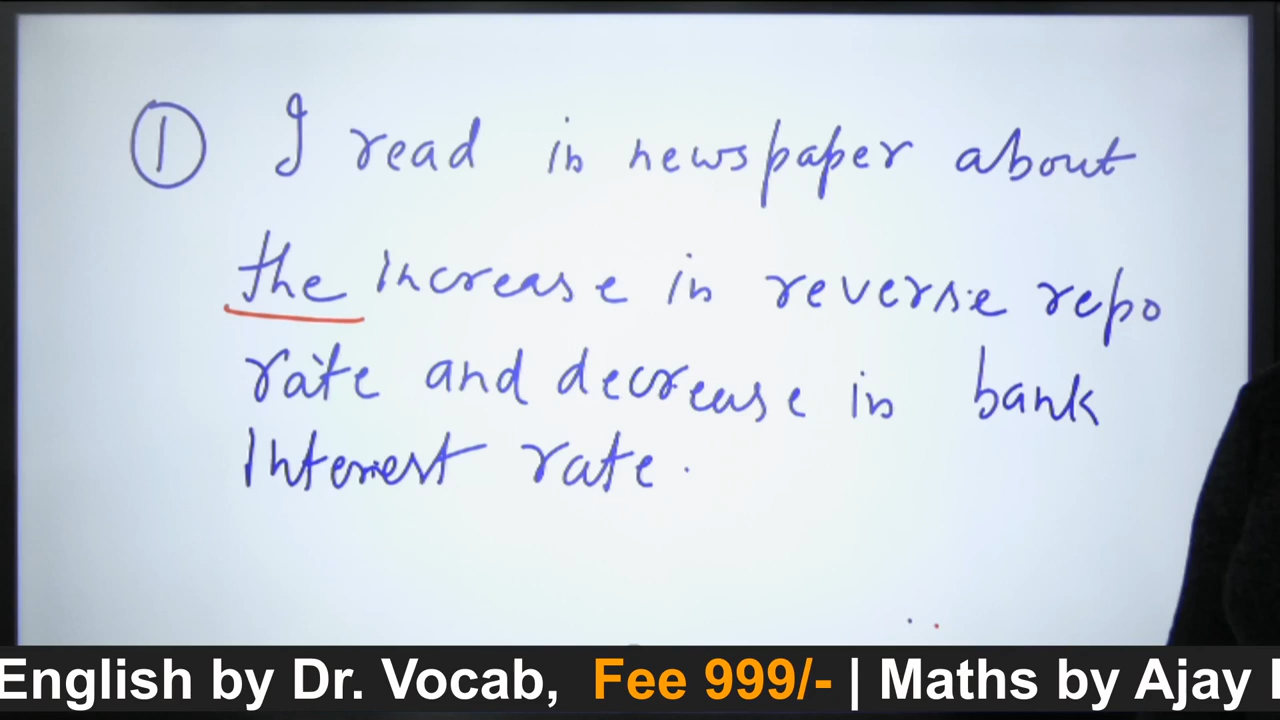 ① I read in newspaper about
the increase in reverse repo
rate and decrease in bank
interest rate.
English by Dr. Vocab, Fee 999/- | Maths by Ajay